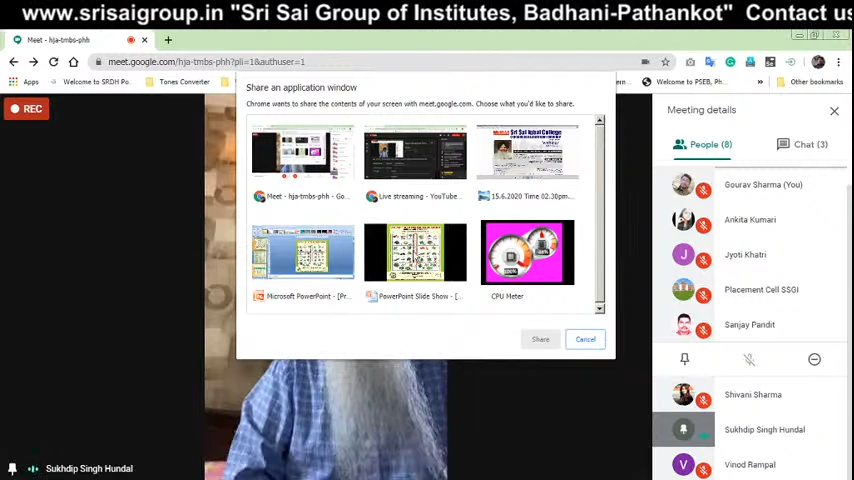 www.srisaigroup.in "Sri Sai Group of Institutes, Badhani-Pathankot" Contact us
Meet - hja-tmbs-phh
meet.google.com/hja-tmbs-phh?pli=1&authuser=1
Apps
Welcome to SRDH Po...
Tones Converter
Welcome to PSEB, P...
Other bookmarks
REC
Share an application window
Chrome wants to share the contents of your screen with meet.google.com. Choose what you'd like to share.
Sri Sai Iqbal College
Meet - hja-tmbs-phh - Go...
Live streaming - YouTube...
15.6.2020 Time 02.30pm...
Microsoft PowerPoint - [Pr...
PowerPoint Slide Show - [...
CPU Meter
Share
Cancel
Meeting details
People (8)
Chat (3)
Gourav Sharma (You)
Ankita Kumari
J
Jyoti Khatri
Placement Cell SSGI
Sanjay Pandit
Shivani Sharma
Sukhdip Singh Hundal
V
Vinod Rampal
Sukhdip Singh Hundal